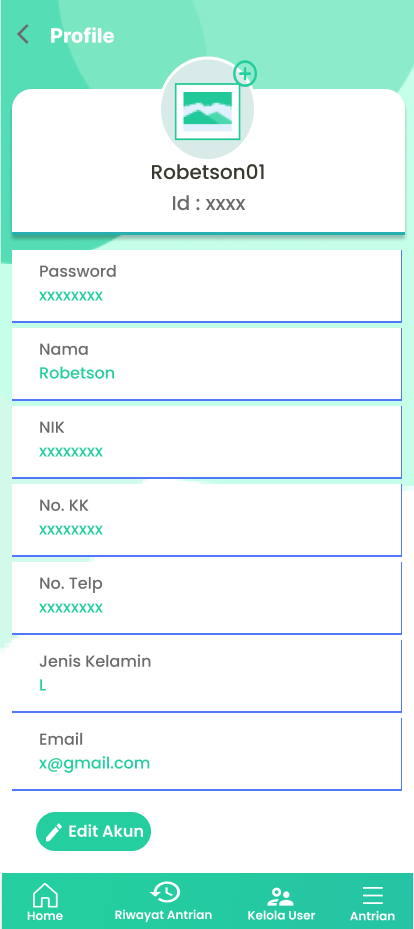 Profile
Robetson01
Id : xxxx
Password
xxxxxxxx
Nama
Robetson
NIK
xxxxxxxx
No. KK
xxxxxxxx
No. Telp
xxxxxxxx
Jenis Kelamin
L
Email
x@gmail.com
Edit Akun
Home
Riwayat Antrian
Kelola User
Antrian